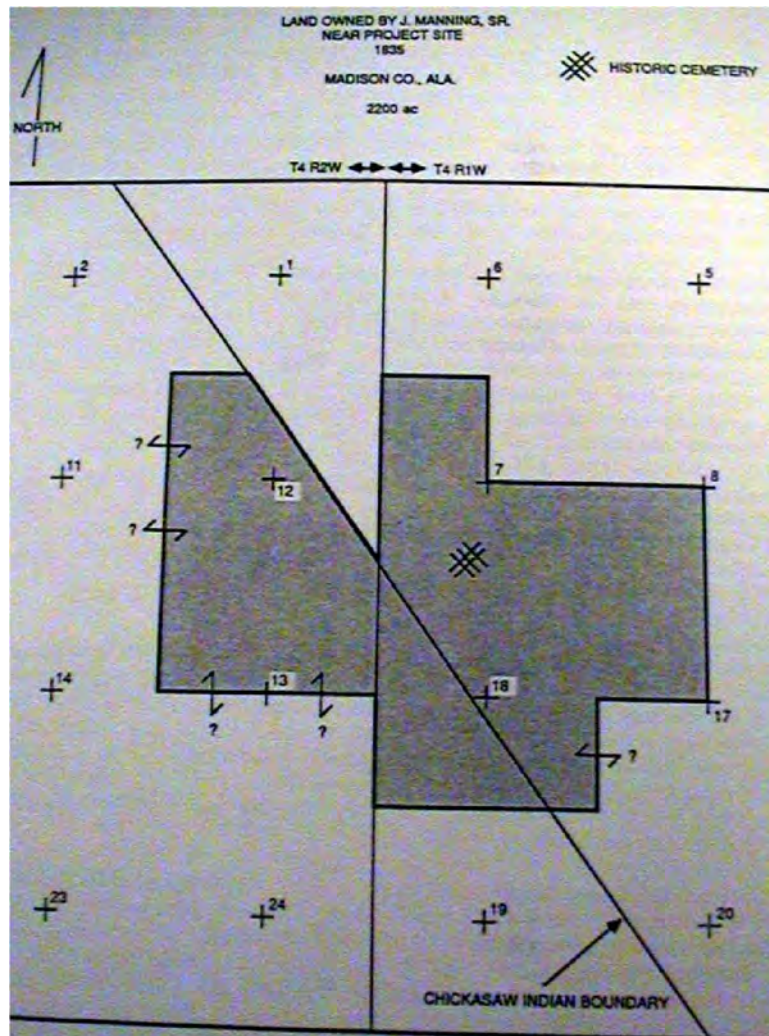 LAND OWNED BY J. MANNING, SR.
NEAR PROJECT SITE
1835
MADISON CO., ALA.
2200 ac
HISTORIC CEMETERY
NORTH
T4 R2W T4 R1W
2 1 6 5
? 11 12 7 8
?
14 13 18 17
? ? ?
23 24 19 20
CHICKASAW INDIAN BOUNDARY